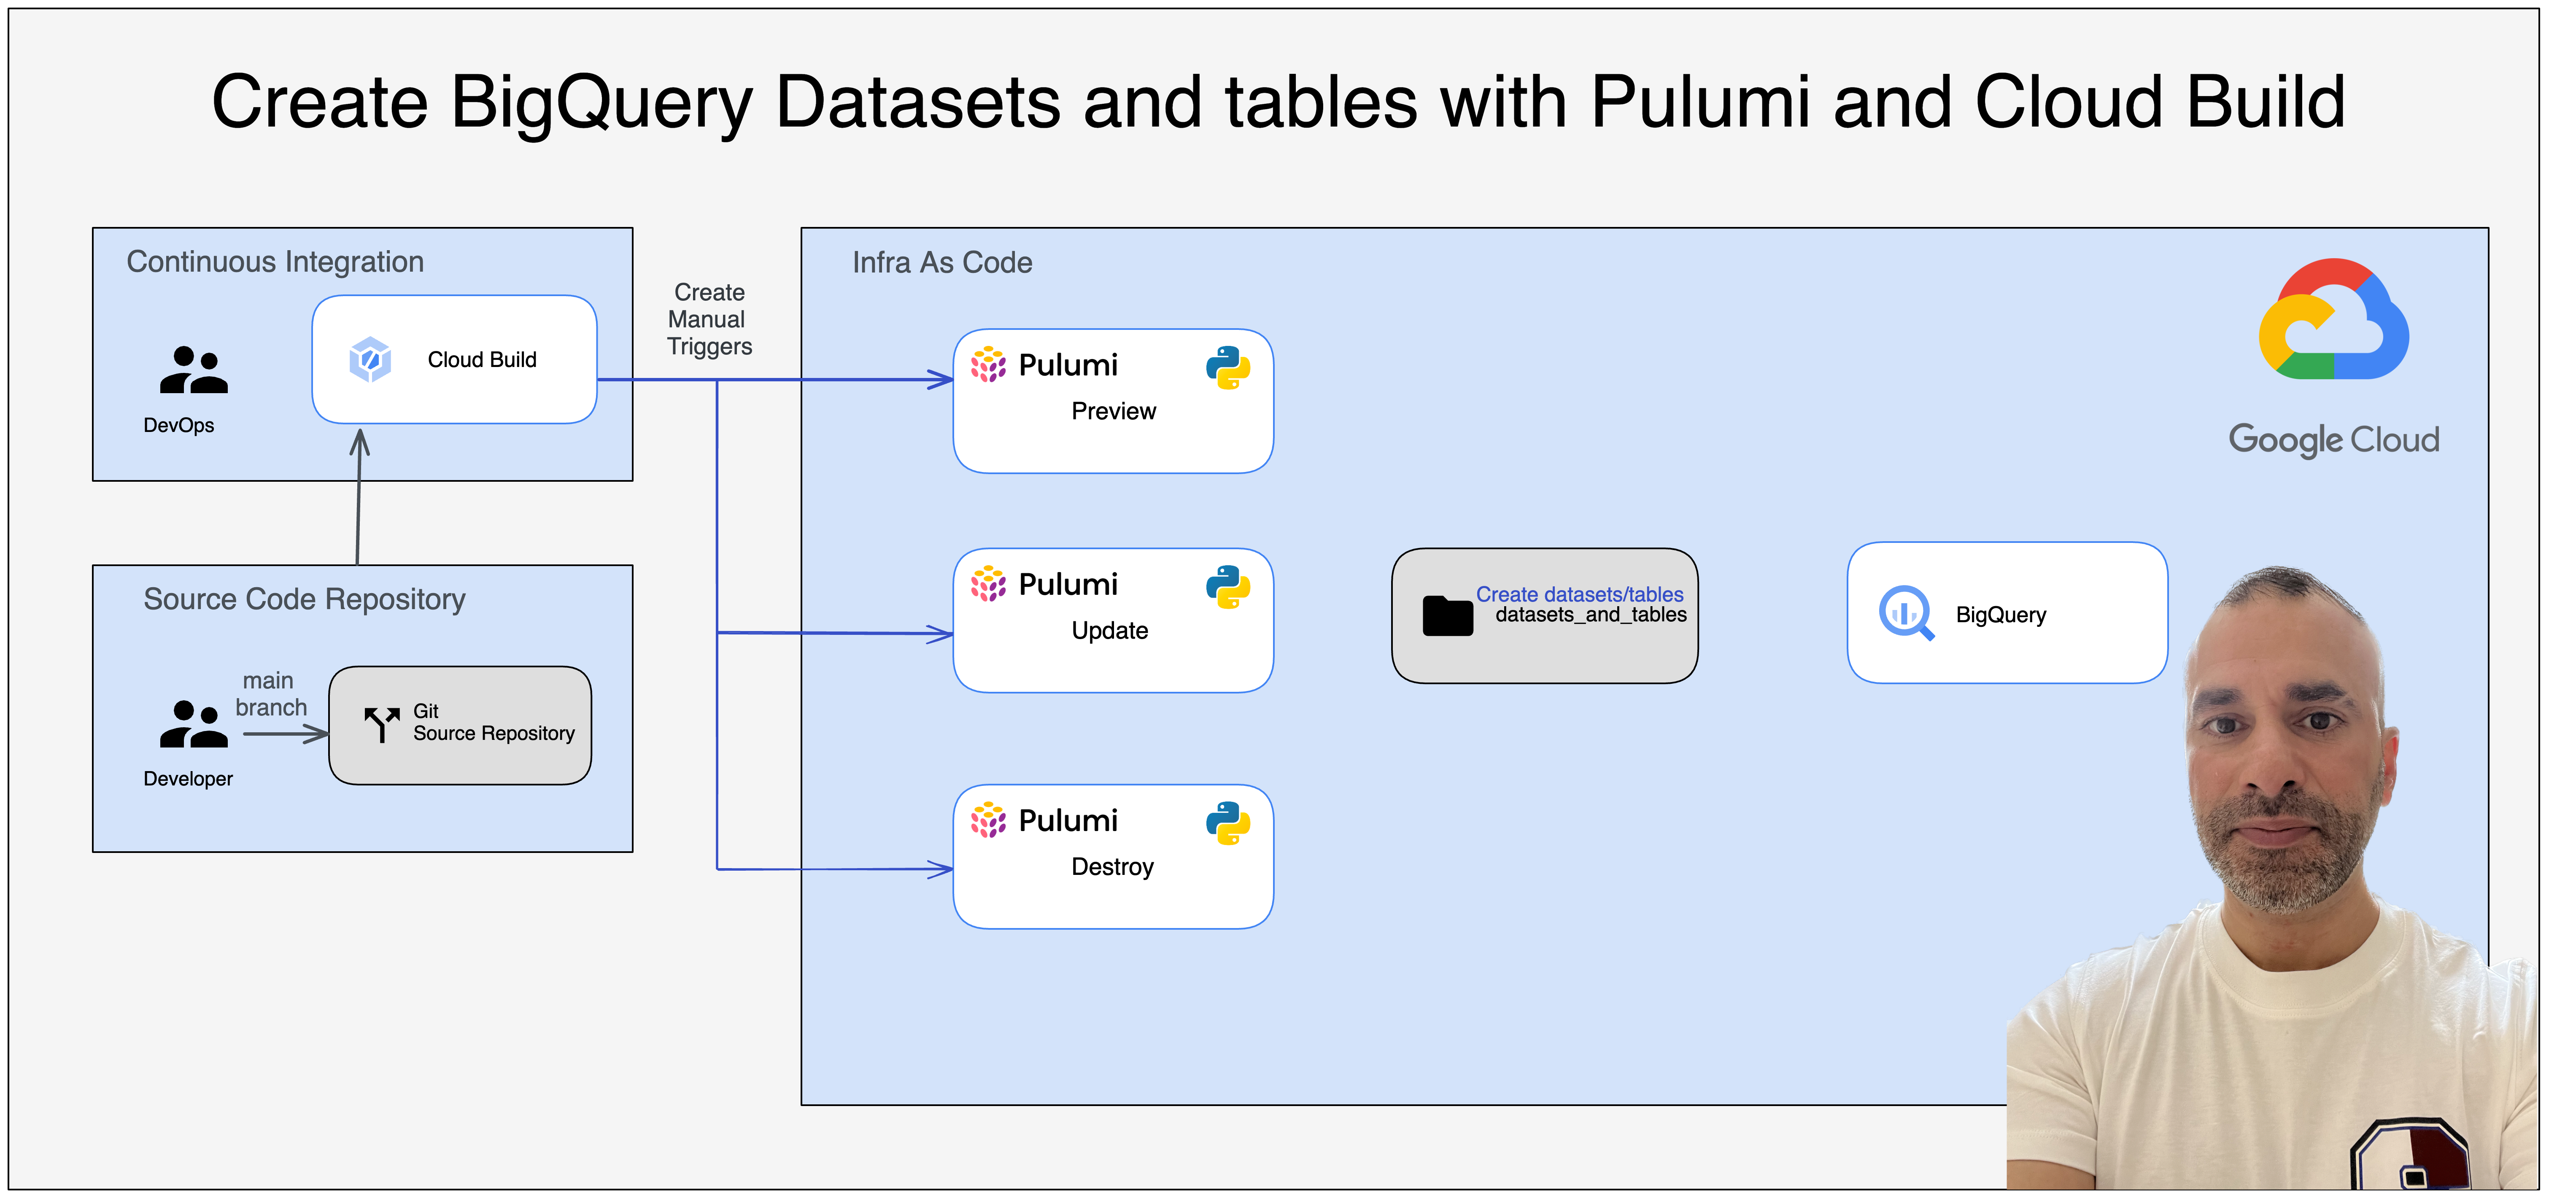 Create BigQuery Datasets and tables with Pulumi and Cloud Build
Continuous Integration
Cloud Build
DevOps
Create
Manual
Triggers
Source Code Repository
main
branch
Git
Source Repository
Developer
Infra As Code
Pulumi
Preview
Pulumi
Update
Pulumi
Destroy
Create datasets/tables
datasets_and_tables
BigQuery
Google Cloud